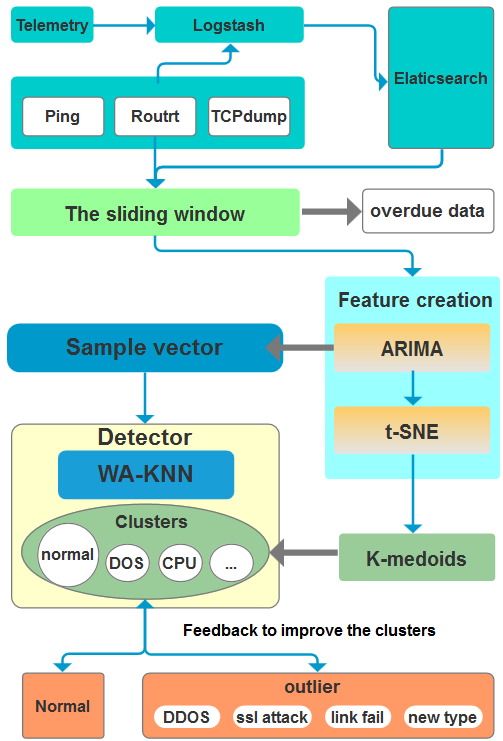 Telemetry
Logstash
Elaticsearch
Ping
Routrt
TCPdump
The sliding window
overdue data
Feature creation
Sample vector
ARIMA
t-SNE
Detector
WA-KNN
Clusters
normal
DOS
CPU
...
K-medoids
Feedback to improve the clusters
Normal
outlier
DDOS
ssl attack
link fail
new type